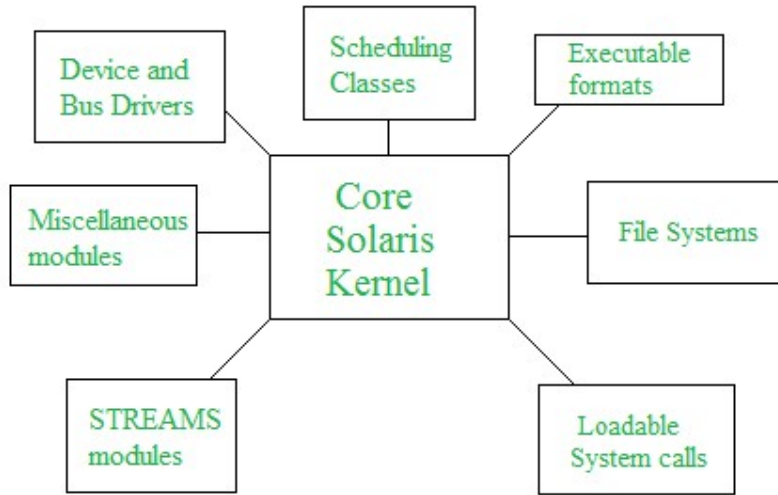 Scheduling
Classes
Device and
Bus Drivers
Executable
formats
Core
Solaris
Kernel
Miscellaneous
modules
File Systems
STREAMS
modules
Loadable
System calls